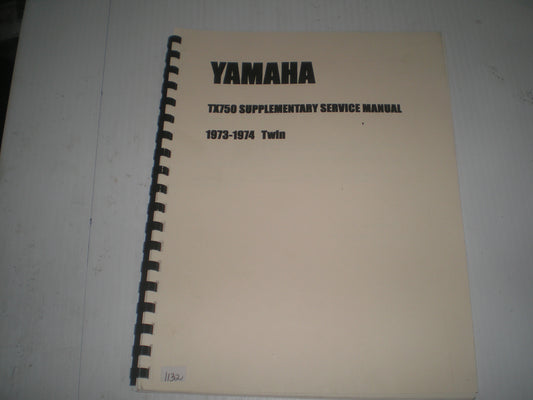 YAMAHA
TX750 SUPPLEMENTARY SERVICE MANUAL
1973-1974 Twin
1132